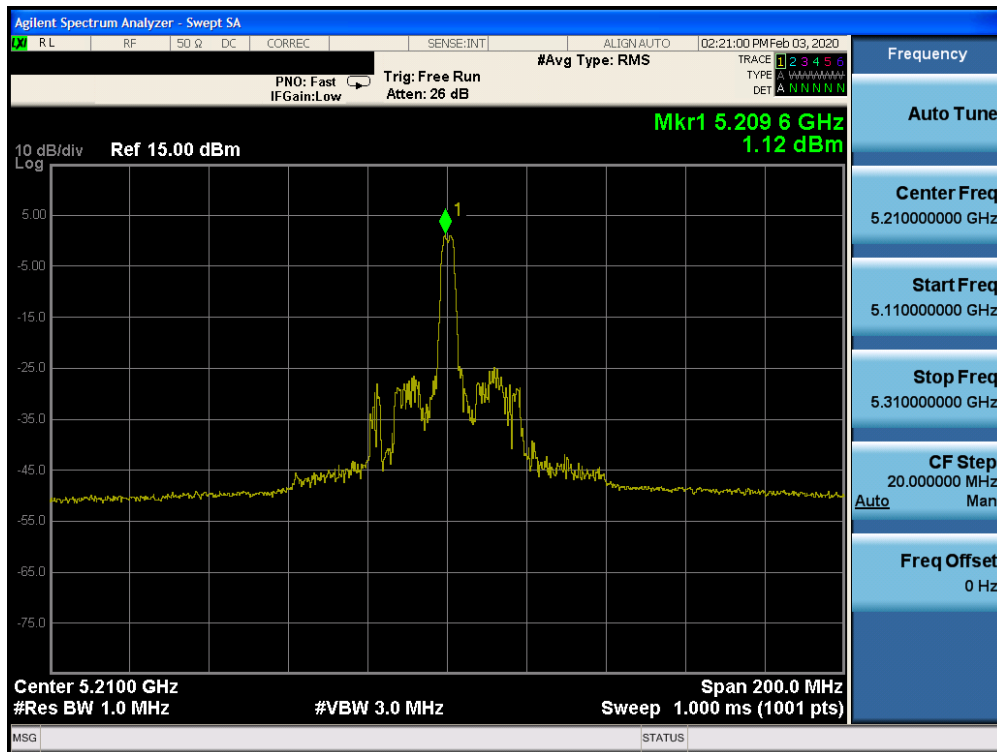 Agilent Spectrum Analyzer - Swept SA
LXI RL RF 50 Ω DC CORREC SENSE:INT ALIGN AUTO 02:21:00 PM Feb 03, 2020
#Avg Type: RMS
TRACE 1 2 3 4 5 6
TYPE A WWWWW
DET A N N N N N
PNO: Fast
IFGain:Low
Trig: Free Run
Atten: 26 dB
Mkr1 5.209 6 GHz
1.12 dBm
10 dB/div Ref 15.00 dBm
Log
1
5.00
-5.00
-15.0
-25.0
-35.0
-45.0
-55.0
-65.0
-75.0
Center 5.2100 GHz Span 200.0 MHz
#Res BW 1.0 MHz #VBW 3.0 MHz Sweep 1.000 ms (1001 pts)
MSG STATUS
Frequency
Auto Tune
Center Freq
5.210000000 GHz
Start Freq
5.110000000 GHz
Stop Freq
5.310000000 GHz
CF Step
20.000000 MHz
Auto Man
Freq Offset
0 Hz